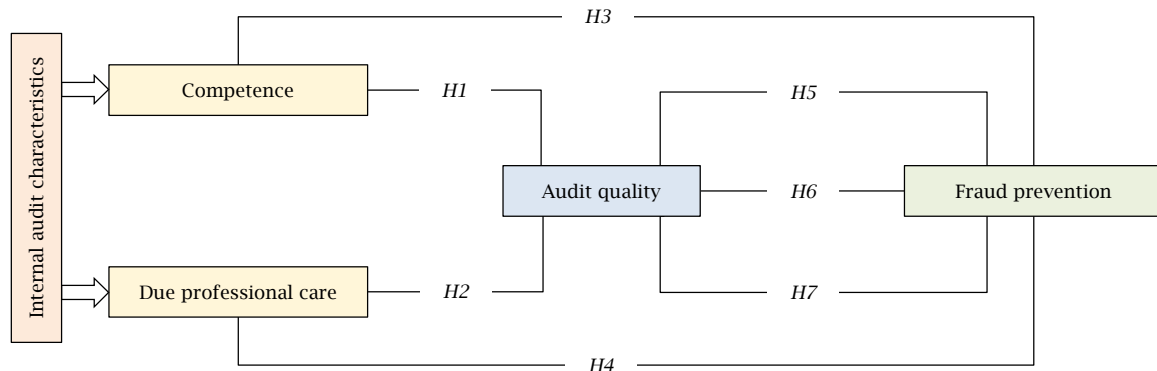 H3
Internal audit characteristics
Competence
H1
H5
Audit quality
H6
Fraud prevention
Due professional care
H2
H7
H4